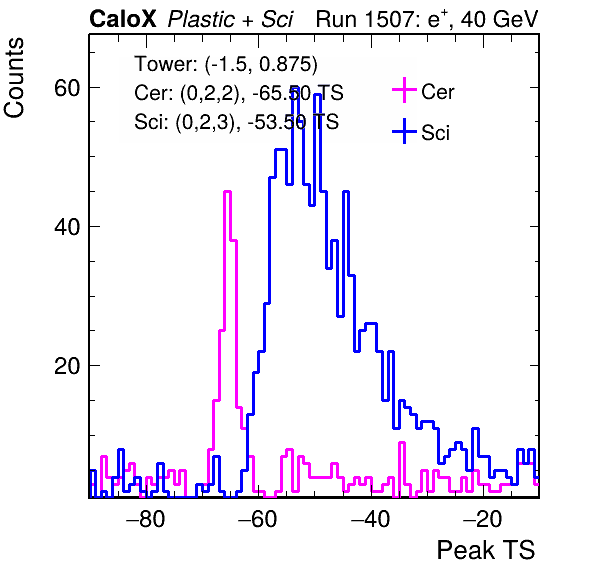 CaloX Plastic + Sci Run 1507: e⁺, 40 GeV
Counts
Tower: (-1.5, 0.875)
Cer: (0,2,2), -65.50 TS
Sci: (0,2,3), -53.50 TS
Cer
Sci
60
40
20
−80 −60 −40 −20
Peak TS